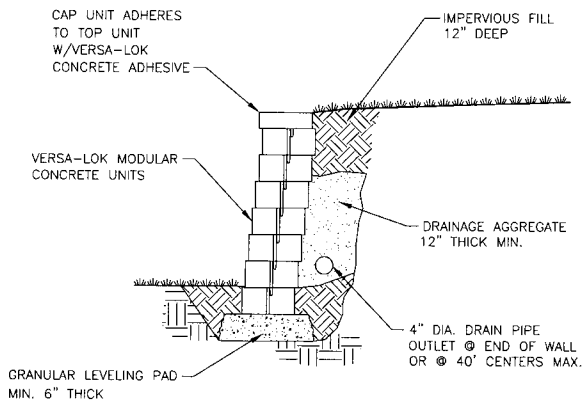 CAP UNIT ADHERES
TO TOP UNIT
W/VERSA-LOK
CONCRETE ADHESIVE
IMPERVIOUS FILL
12" DEEP
VERSA-LOK MODULAR
CONCRETE UNITS
DRAINAGE AGGREGATE
12" THICK MIN.
4" DIA. DRAIN PIPE
OUTLET @ END OF WALL
OR @ 40' CENTERS MAX.
GRANULAR LEVELING PAD
MIN. 6" THICK